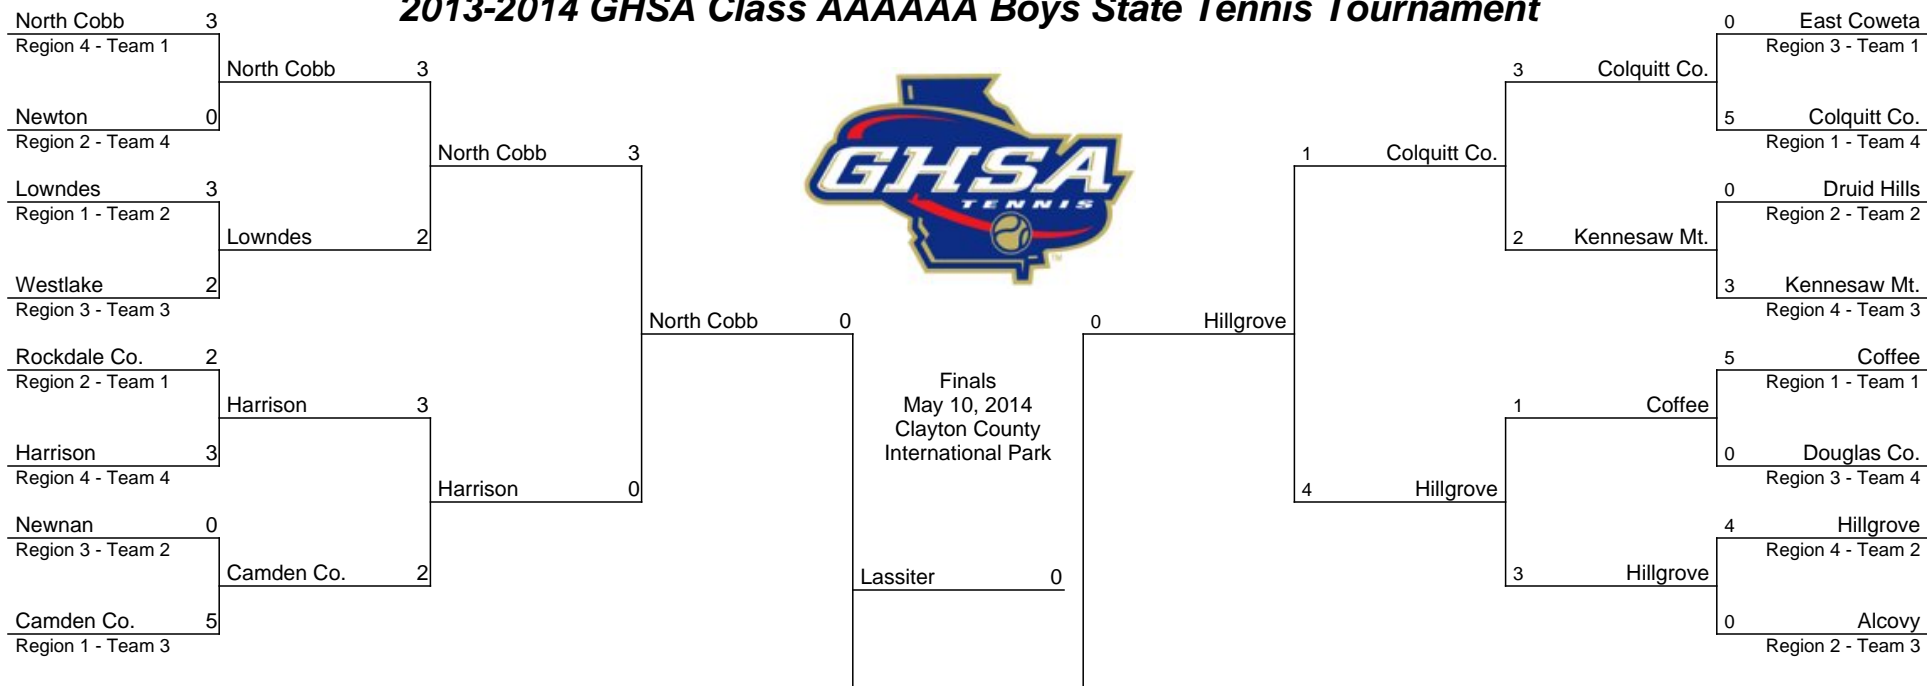 2013-2014 GHSA Class AAAAAA Boys State Tennis Tournament
North Cobb 3
Region 4 - Team 1
Newton 0
Region 2 - Team 4
Lowndes 3
Region 1 - Team 2
Westlake 2
Region 3 - Team 3
Rockdale Co. 2
Region 2 - Team 1
Harrison 3
Region 4 - Team 4
Newnan 0
Region 3 - Team 2
Camden Co. 5
Region 1 - Team 3
North Cobb 3
Lowndes 2
Harrison 3
Camden Co. 2
North Cobb 3
Harrison 0
North Cobb 0
GHSA
TENNIS
TM
Finals
May 10, 2014
Clayton County
International Park
Lassiter 0
0 Hillgrove
1 Colquitt Co.
4 Hillgrove
3 Colquitt Co.
2 Kennesaw Mt.
1 Coffee
3 Hillgrove
0 East Coweta
Region 3 - Team 1
5 Colquitt Co.
Region 1 - Team 4
0 Druid Hills
Region 2 - Team 2
3 Kennesaw Mt.
Region 4 - Team 3
5 Coffee
Region 1 - Team 1
0 Douglas Co.
Region 3 - Team 4
4 Hillgrove
Region 4 - Team 2
0 Alcovy
Region 2 - Team 3